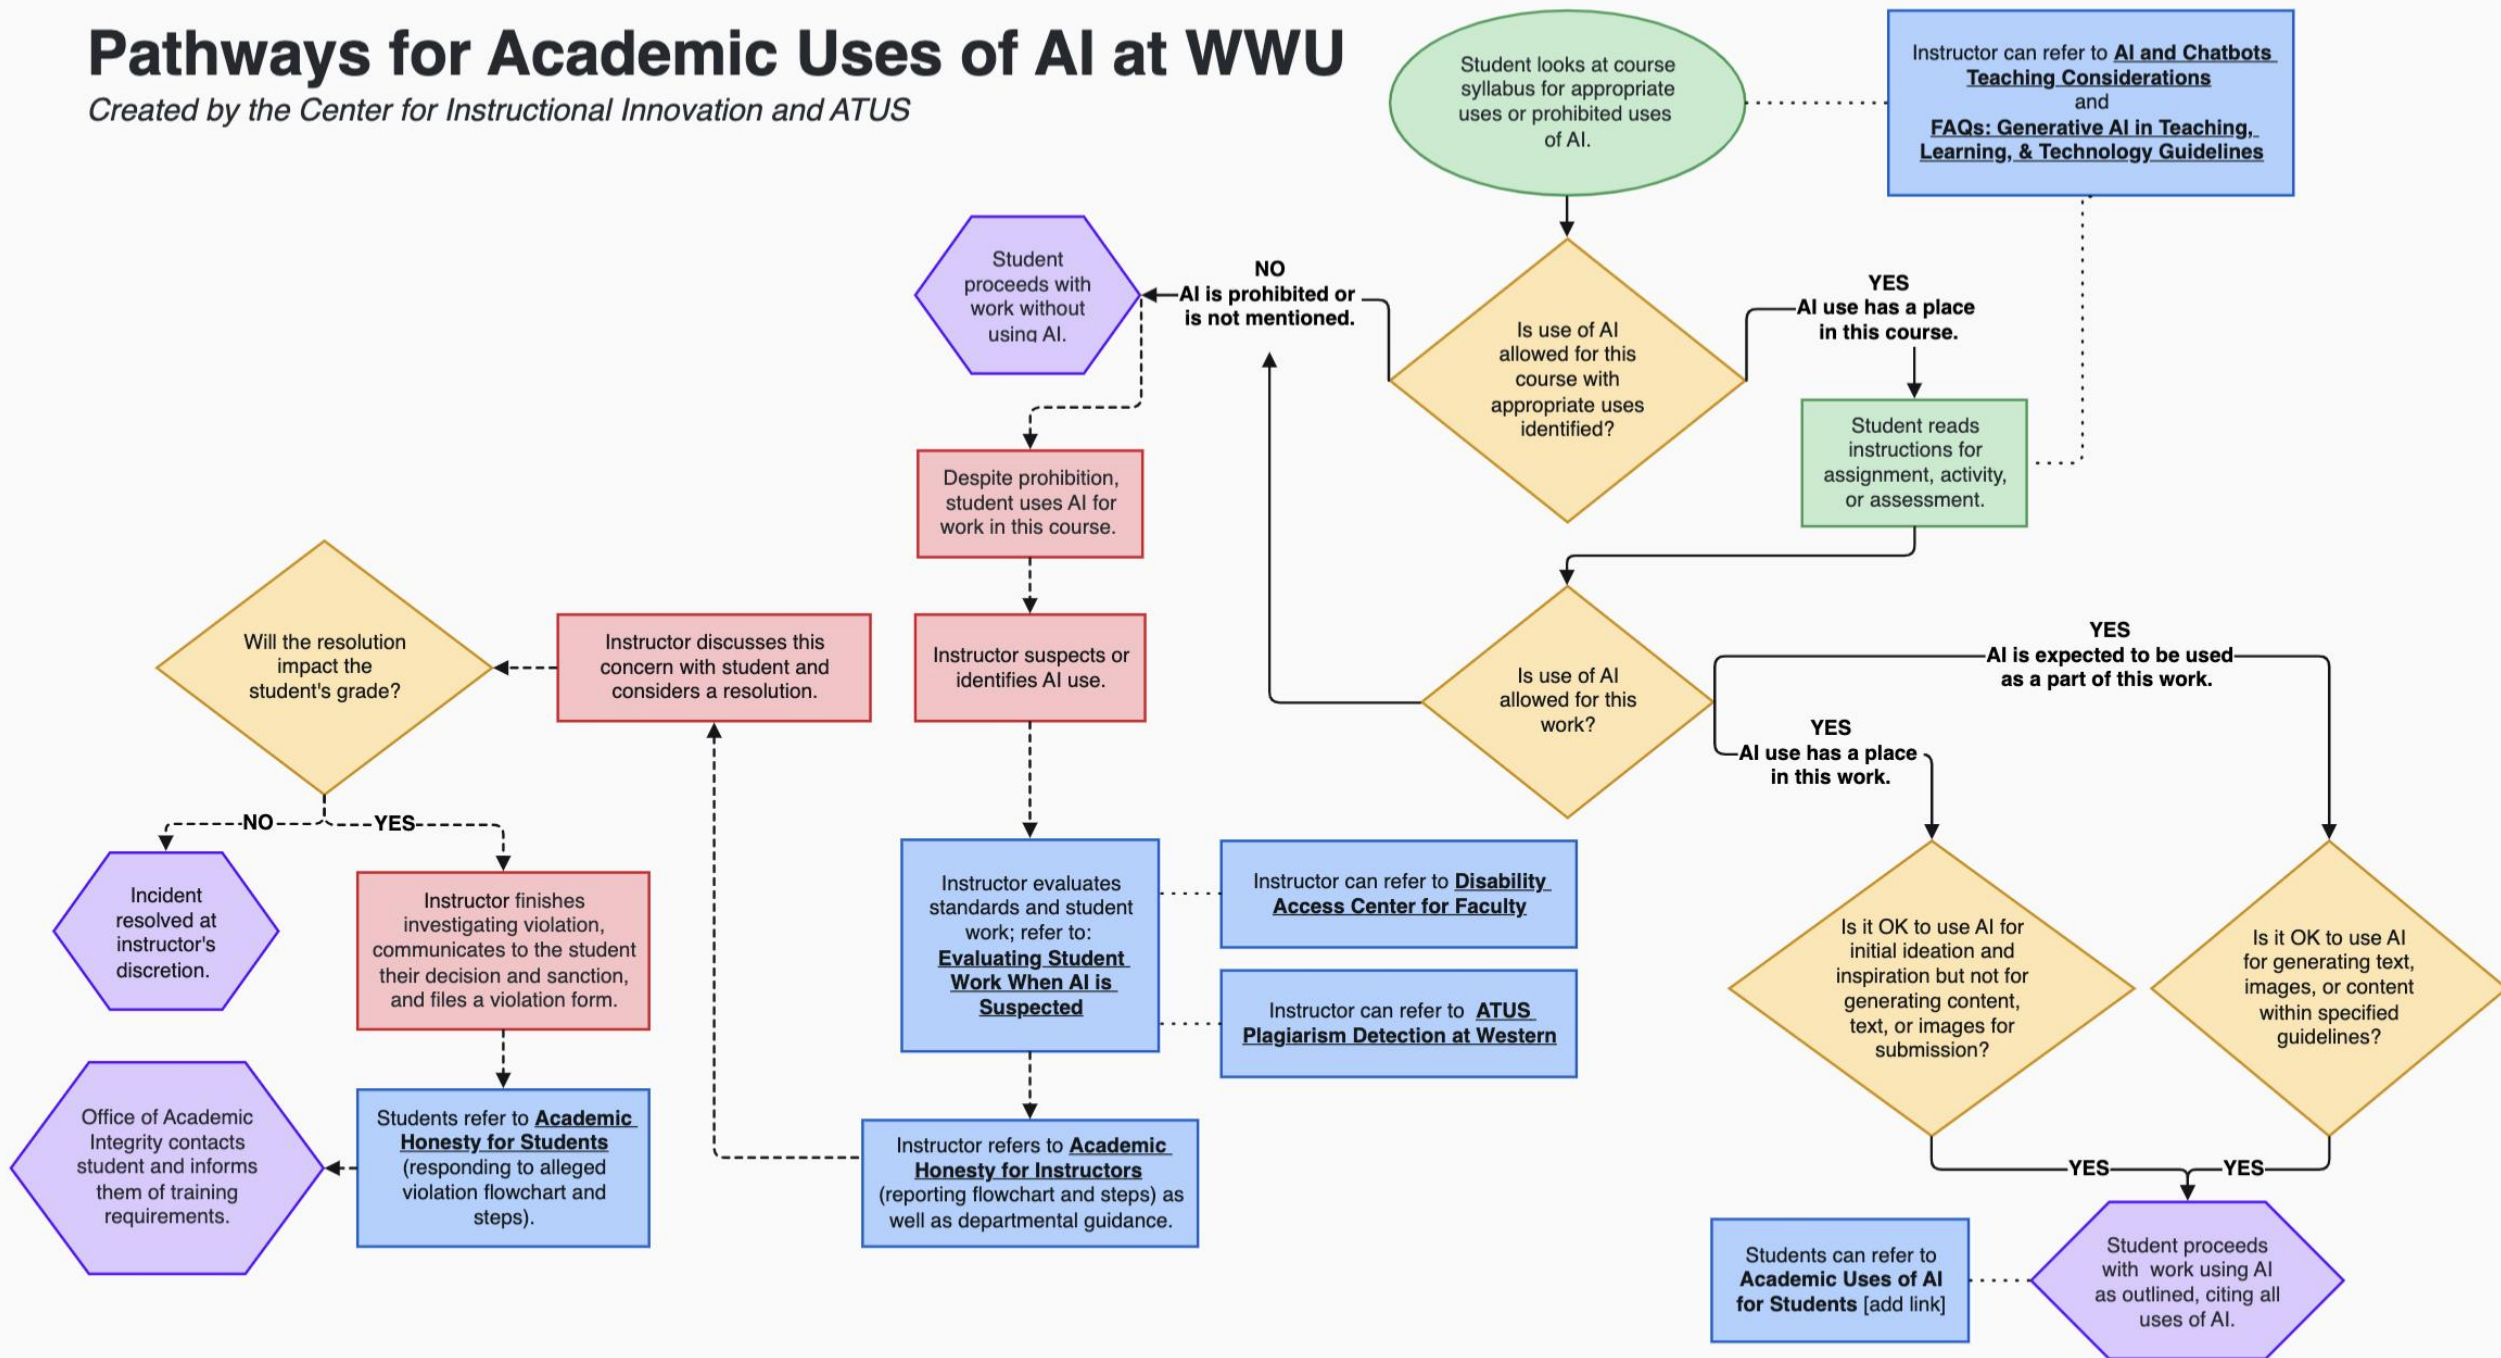 Pathways for Academic Uses of AI at WWU
Created by the Center for Instructional Innovation and ATUS
Student looks at course
syllabus for appropriate
uses or prohibited uses
of AI.
Instructor can refer to AI and Chatbots
Teaching Considerations
and
FAQs: Generative AI in Teaching,
Learning, & Technology Guidelines
Student
proceeds with
work without
using AI.
NO
AI is prohibited or
is not mentioned.
Is use of AI
allowed for this
course with
appropriate uses
identified?
YES
AI use has a place
in this course.
Student reads
instructions for
assignment, activity,
or assessment.
Despite prohibition,
student uses AI for
work in this course.
Will the resolution
impact the
student's grade?
Instructor discusses this
concern with student and
considers a resolution.
Instructor suspects or
identifies AI use.
Is use of AI
allowed for this
work?
YES
AI is expected to be used
as a part of this work.
YES
AI use has a place
in this work.
NO
YES
Incident
resolved at
instructor's
discretion.
Instructor finishes
investigating violation,
communicates to the student
their decision and sanction,
and files a violation form.
Instructor evaluates
standards and student
work; refer to:
Evaluating Student
Work When AI is
Suspected
Instructor can refer to Disability
Access Center for Faculty
Instructor can refer to ATUS
Plagiarism Detection at Western
Is it OK to use AI for
initial ideation and
inspiration but not for
generating content,
text, or images for
submission?
Is it OK to use AI
for generating text,
images, or content
within specified
guidelines?
Office of Academic
Integrity contacts
student and informs
them of training
requirements.
Students refer to Academic
Honesty for Students
(responding to alleged
violation flowchart and
steps).
Instructor refers to Academic
Honesty for Instructors
(reporting flowchart and steps) as
well as departmental guidance.
YES
YES
Students can refer to
Academic Uses of AI
for Students [add link]
Student proceeds
with work using AI
as outlined, citing all
uses of AI.